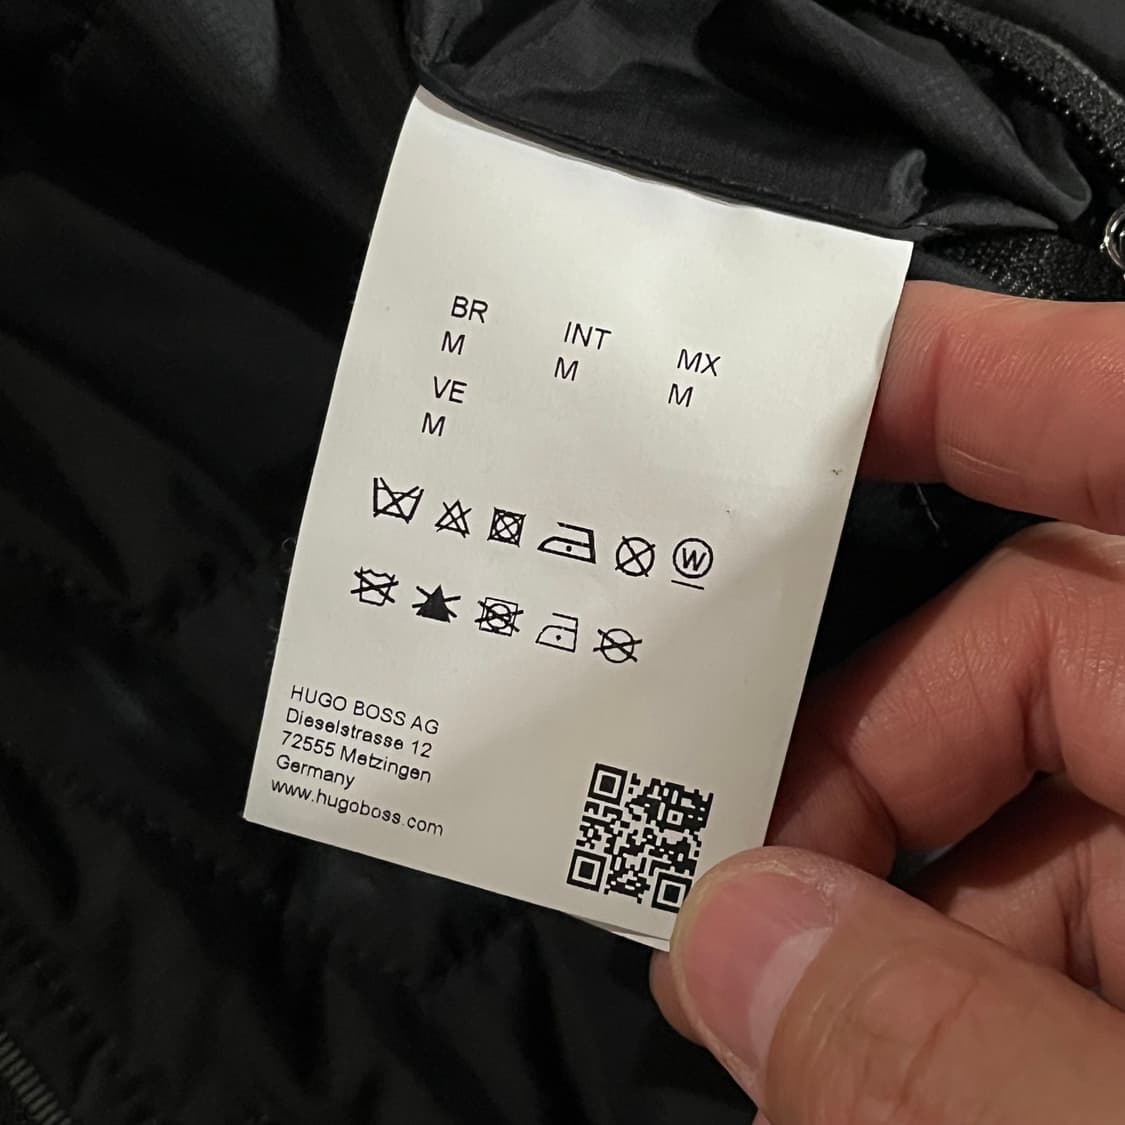 BR INT MX
M M M
VE
M
W
HUGO BOSS AG
Dieselstrasse 12
72555 Metzingen
Germany
www.hugoboss.com